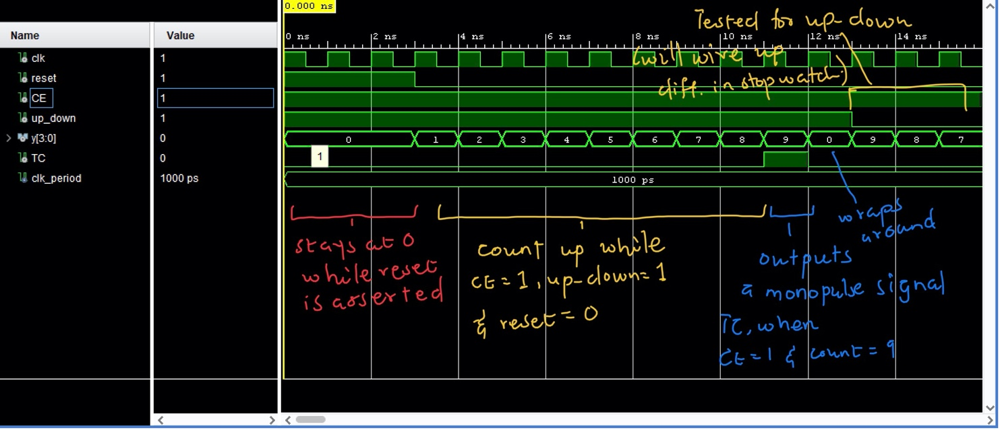 0.000 ns
Name Value
0 ns 2 ns 4 ns 6 ns 8 ns 10 ns 12 ns 14 ns
clk 1
reset 1
CE 1
up_down 1
y[3:0] 0
TC 0
clk_period 1000 ps
0 1 2 3 4 5 6 7 8 9 0 9 8 7
1
1000 ps
Tested for up-down
(will wire up
diff. in stopwatch)
stays at 0
while reset
is asserted
count up while
CE = 1, up-down = 1
& reset = 0
outputs
a monopulse signal
TC, when
CE = 1 & count = 9
wraps
around